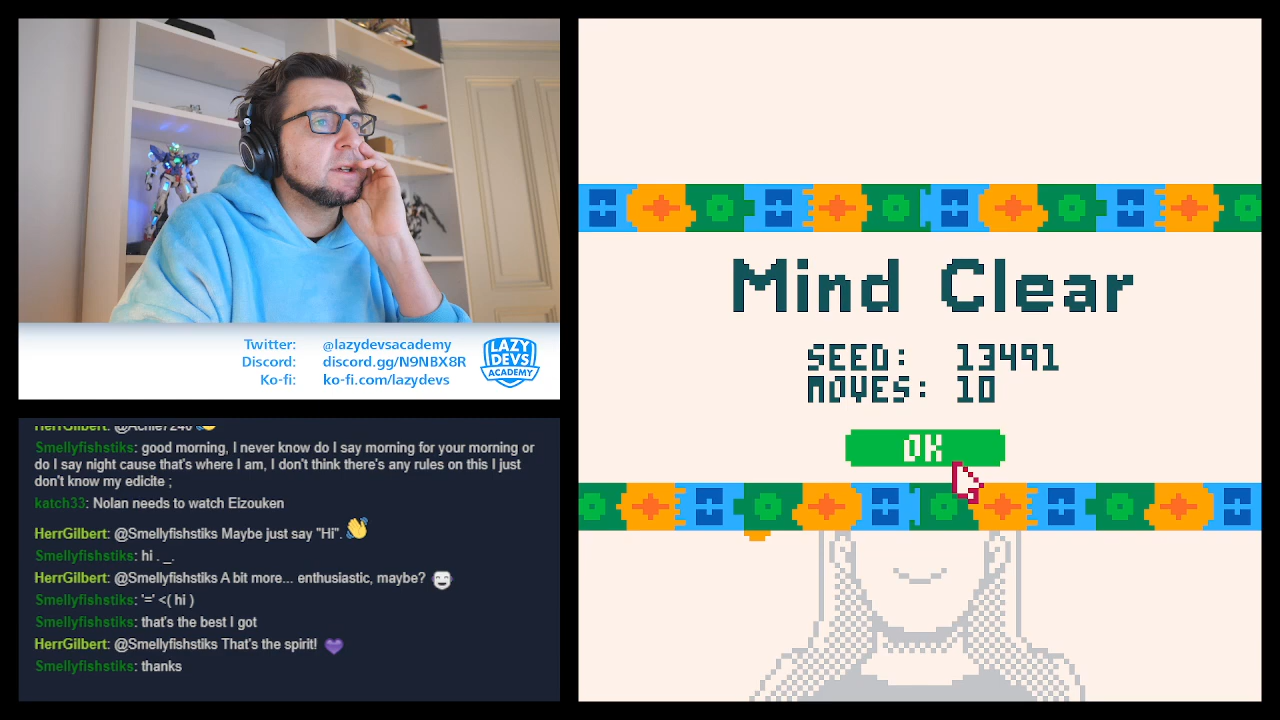 Twitter: @lazydevsacademy
Discord: discord.gg/N9NBX8R
Ko-fi: ko-fi.com/lazydevs
LAZY
DEVS
ACADEMY
HerrGilbert: @Achie7240
Smellyfishstiks: good morning, I never know do I say morning for your morning or
do I say night cause that's where I am, I don't think there's any rules on this I just
don't know my edicite ;
katch33: Nolan needs to watch Eizouken
HerrGilbert: @Smellyfishstiks Maybe just say "Hi".
Smellyfishstiks: hi . _.
HerrGilbert: @Smellyfishstiks A bit more... enthusiastic, maybe?
Smellyfishstiks: '=' <( hi )
Smellyfishstiks: that's the best I got
HerrGilbert: @Smellyfishstiks That's the spirit!
Smellyfishstiks: thanks
Mind Clear
SEED: 13491
MOVES: 10
OK